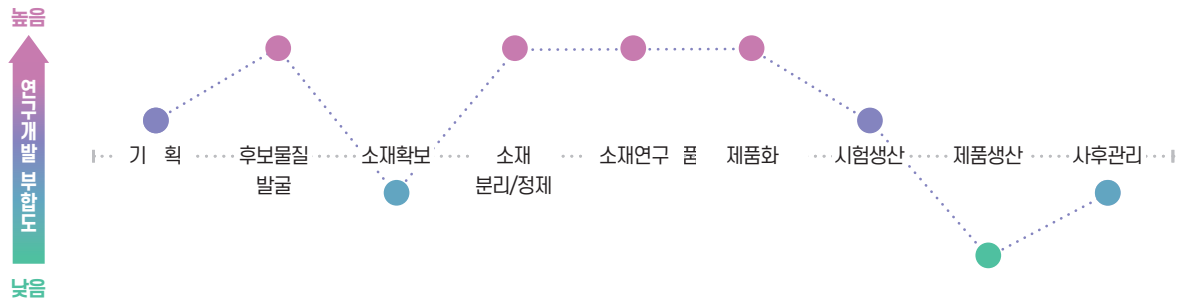 높음
연구개발 부합도
낮음
기 획
후보물질
발굴
소재확보
소재
분리/정제
소재연구
품
제품화
시험생산
제품생산
사후관리